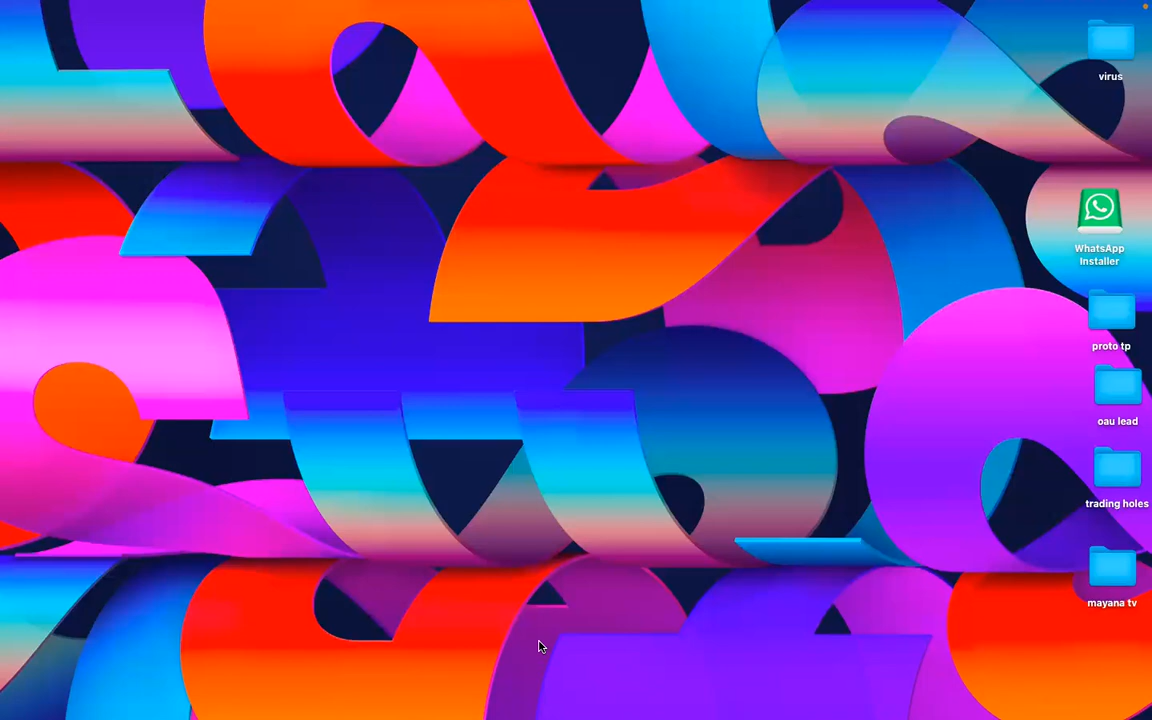 virus
WhatsApp
Installer
proto tp
oau lead
trading holes
mayana tv